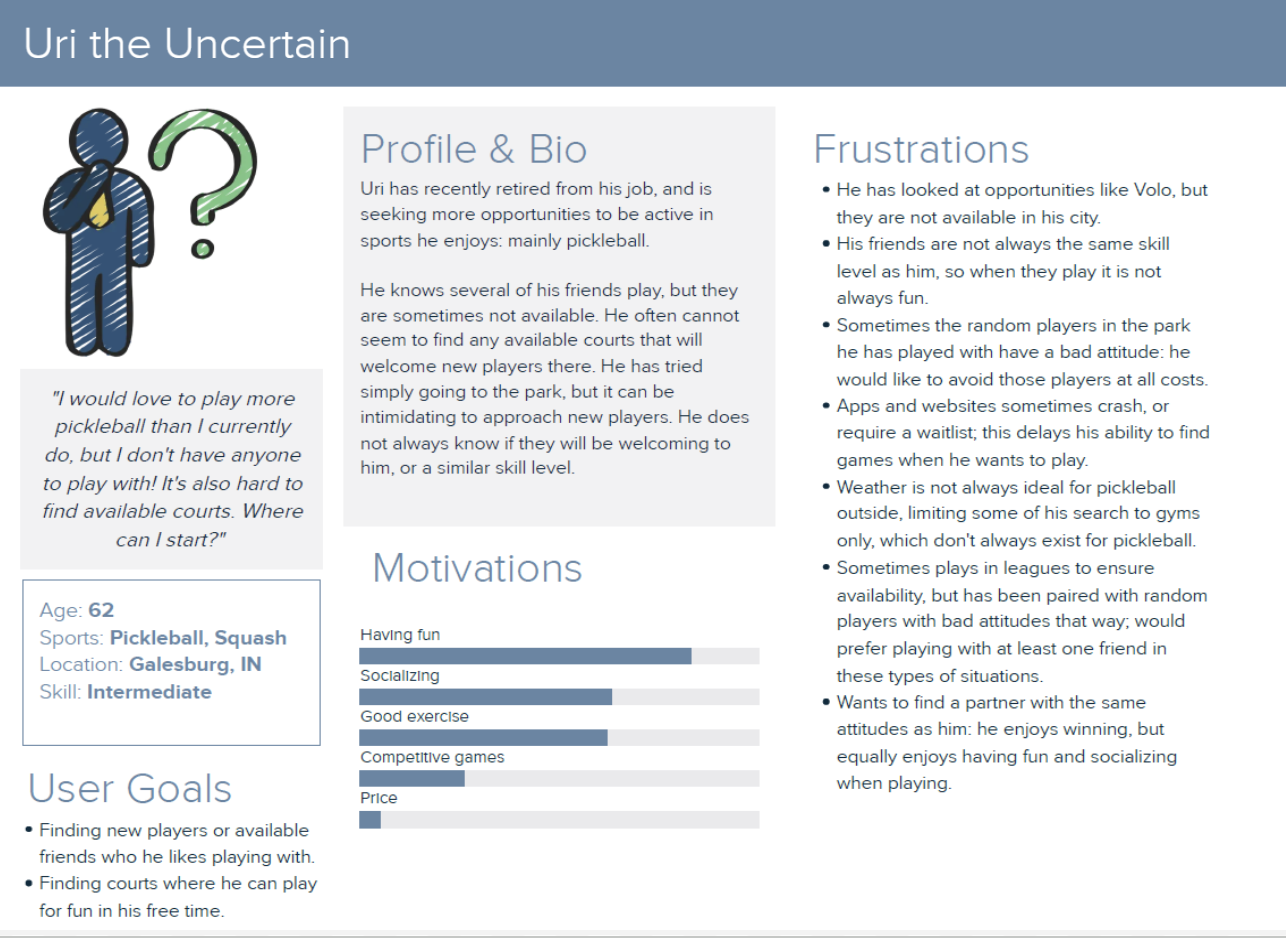 Uri the Uncertain
"I would love to play more
pickleball than I currently
do, but I don't have anyone
to play with! It's also hard to
find available courts. Where
can I start?"
Age: 62
Sports: Pickleball, Squash
Location: Galesburg, IN
Skill: Intermediate
User Goals
• Finding new players or available
friends who he likes playing with.
• Finding courts where he can play
for fun in his free time.
Profile & Bio
Uri has recently retired from his job, and is
seeking more opportunities to be active in
sports he enjoys: mainly pickleball.
He knows several of his friends play, but they
are sometimes not available. He often cannot
seem to find any available courts that will
welcome new players there. He has tried
simply going to the park, but it can be
intimidating to approach new players. He does
not always know if they will be welcoming to
him, or a similar skill level.
Motivations
Having fun
Socializing
Good exercise
Competitive games
Price
Frustrations
• He has looked at opportunities like Volo, but
they are not available in his city.
• His friends are not always the same skill
level as him, so when they play it is not
always fun.
• Sometimes the random players in the park
he has played with have a bad attitude: he
would like to avoid those players at all costs.
• Apps and websites sometimes crash, or
require a waitlist; this delays his ability to find
games when he wants to play.
• Weather is not always ideal for pickleball
outside, limiting some of his search to gyms
only, which don't always exist for pickleball.
• Sometimes plays in leagues to ensure
availability, but has been paired with random
players with bad attitudes that way; would
prefer playing with at least one friend in
these types of situations.
• Wants to find a partner with the same
attitudes as him: he enjoys winning, but
equally enjoys having fun and socializing
when playing.